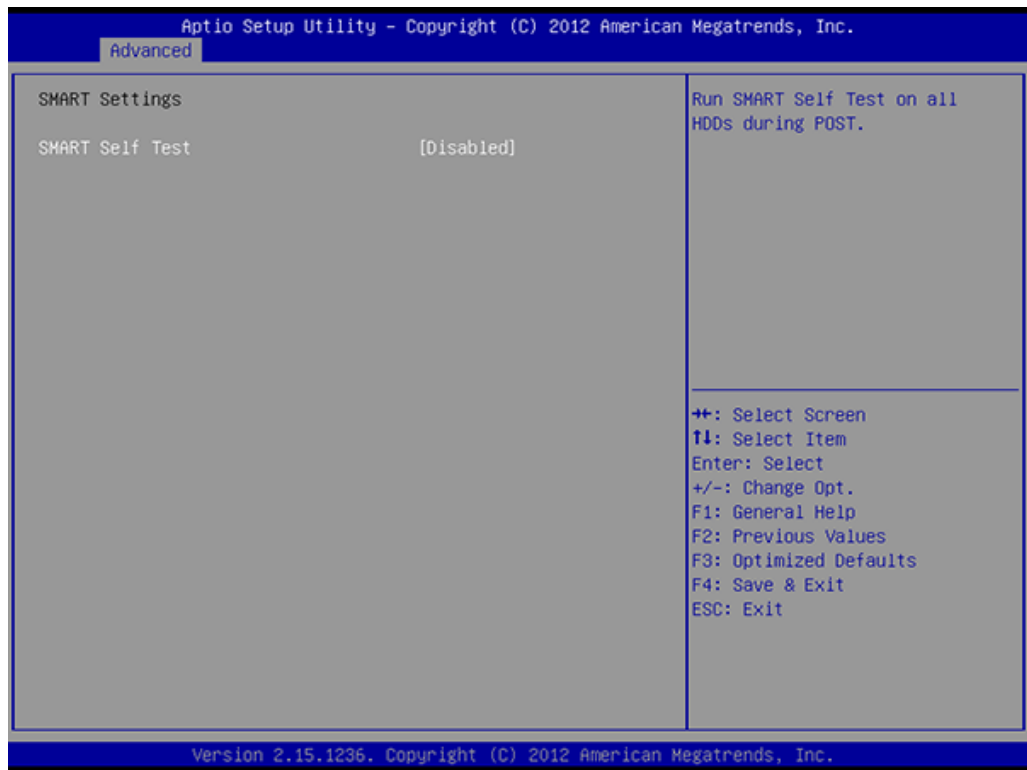 Aptio Setup Utility – Copyright (C) 2012 American Megatrends, Inc.
Advanced
SMART Settings
SMART Self Test [Disabled]
Run SMART Self Test on all
HDDs during POST.
→←: Select Screen
↑↓: Select Item
Enter: Select
+/-: Change Opt.
F1: General Help
F2: Previous Values
F3: Optimized Defaults
F4: Save & Exit
ESC: Exit
Version 2.15.1236. Copyright (C) 2012 American Megatrends, Inc.